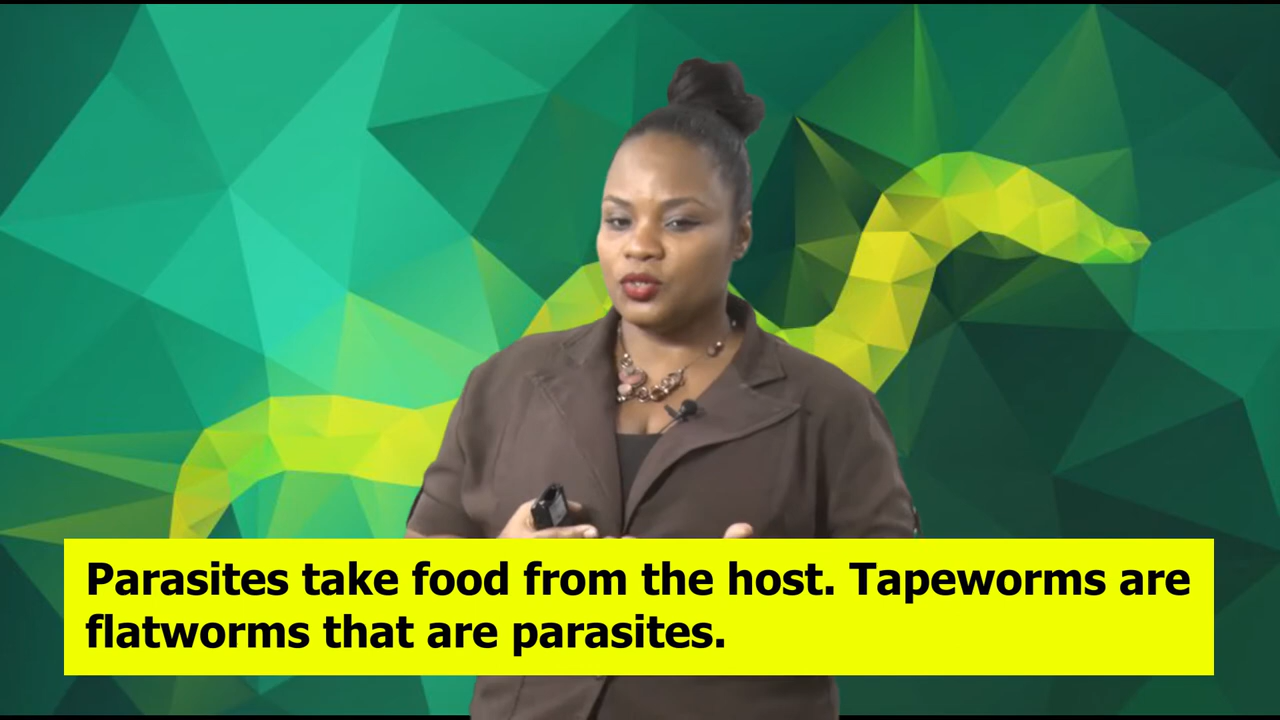 Parasites take food from the host. Tapeworms are
flatworms that are parasites.